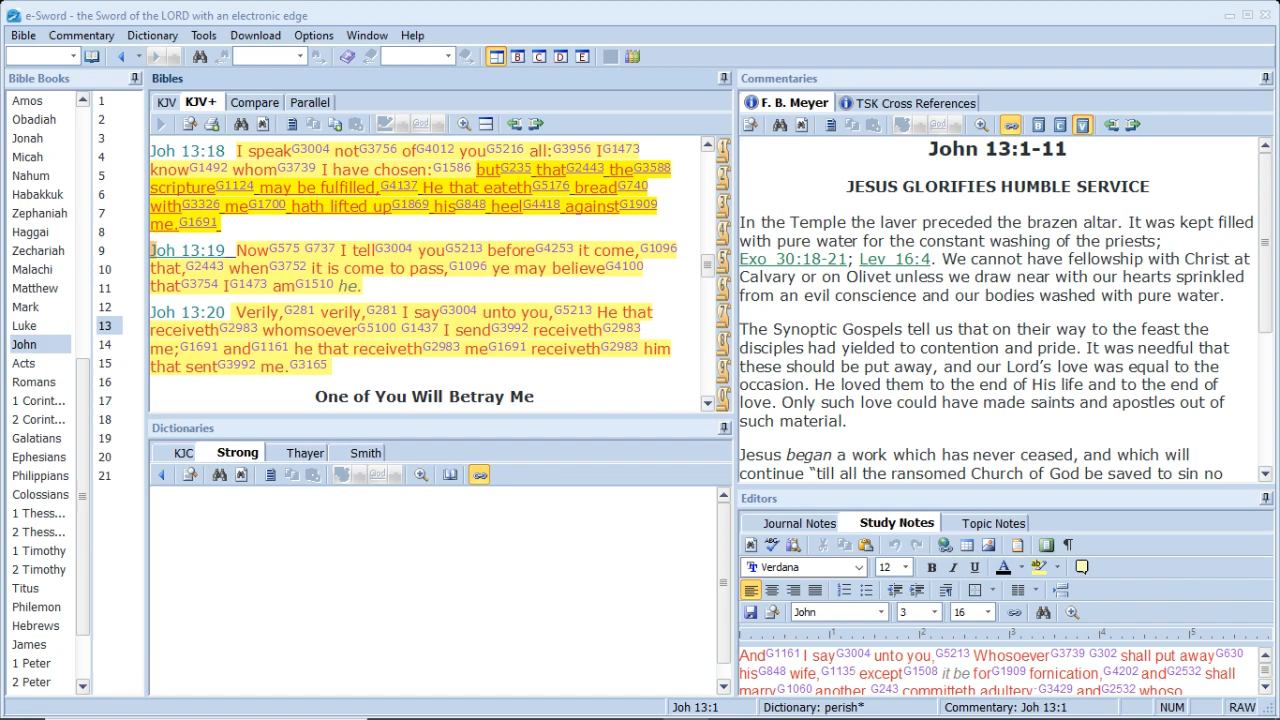 e-Sword - the Sword of the LORD with an electronic edge
Bible Commentary Dictionary Tools Download Options Window Help
B C D E
Bible Books
Amos
Obadiah
Jonah
Micah
Nahum
Habakkuk
Zephaniah
Haggai
Zechariah
Malachi
Matthew
Mark
Luke
John
Acts
Romans
1 Corint...
2 Corint...
Galatians
Ephesians
Philippians
Colossians
1 Thess...
2 Thess...
1 Timothy
2 Timothy
Titus
Philemon
Hebrews
James
1 Peter
2 Peter
1
2
3
4
5
6
7
8
9
10
11
12
13
14
15
16
17
18
19
20
21
Bibles
KJV KJV+ Compare Parallel
God
Joh 13:18 I speakG3004 notG3756 ofG4012 youG5216 all:G3956 IG1473
knowG1492 whomG3739 I have chosen:G1586 butG235 thatG2443 theG3588
scriptureG1124 may be fulfilled,G4137 He that eatethG5176 breadG740
withG3326 meG1700 hath lifted upG1869 hisG848 heelG4418 againstG1909
me.G1691
Joh 13:19 NowG575 G737 I tellG3004 youG5213 beforeG4253 it come,G1096
that,G2443 whenG3752 it is come to pass,G1096 ye may believeG4100
thatG3754 IG1473 amG1510 he.
Joh 13:20 Verily,G281 verily,G281 I sayG3004 unto you,G5213 He that
receivethG2983 whomsoeverG5100 G1437 I sendG3992 receivethG2983
me;G1691 andG1161 he that receivethG2983 meG1691 receivethG2983 him
that sentG3992 me.G3165
One of You Will Betray Me
Dictionaries
KJC Strong Thayer Smith
God
Commentaries
F. B. Meyer TSK Cross References
God B C V
John 13:1-11
JESUS GLORIFIES HUMBLE SERVICE
In the Temple the laver preceded the brazen altar. It was kept filled
with pure water for the constant washing of the priests;
Exo 30:18-21; Lev 16:4. We cannot have fellowship with Christ at
Calvary or on Olivet unless we draw near with our hearts sprinkled
from an evil conscience and our bodies washed with pure water.
The Synoptic Gospels tell us that on their way to the feast the
disciples had yielded to contention and pride. It was needful that
these should be put away, and our Lord’s love was equal to the
occasion. He loved them to the end of His life and to the end of
love. Only such love could have made saints and apostles out of
such material.
Jesus began a work which has never ceased, and which will
continue “till all the ransomed Church of God be saved to sin no
Editors
Journal Notes Study Notes Topic Notes
Verdana 12 B I U A
John 3 16
1 2 3 4 5
AndG1161 I sayG3004 unto you,G5213 WhosoeverG3739 G302 shall put awayG630
hisG848 wife,G1135 exceptG1508 it be forG1909 fornication,G4202 andG2532 shall
marryG1060 another,G243 committeth adultery:G3429 andG2532 whoso
Joh 13:1 Dictionary: perish* Commentary: Joh 13:1 NUM RAW